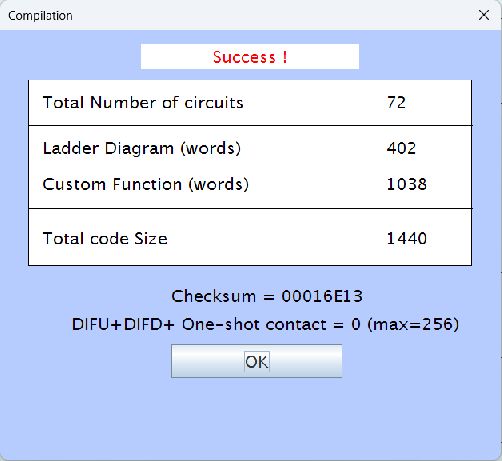 Compilation
Success !
Total Number of circuits 72
Ladder Diagram (words) 402
Custom Function (words) 1038
Total code Size 1440
Checksum = 00016E13
DIFU+DIFD+ One-shot contact = 0 (max=256)
OK